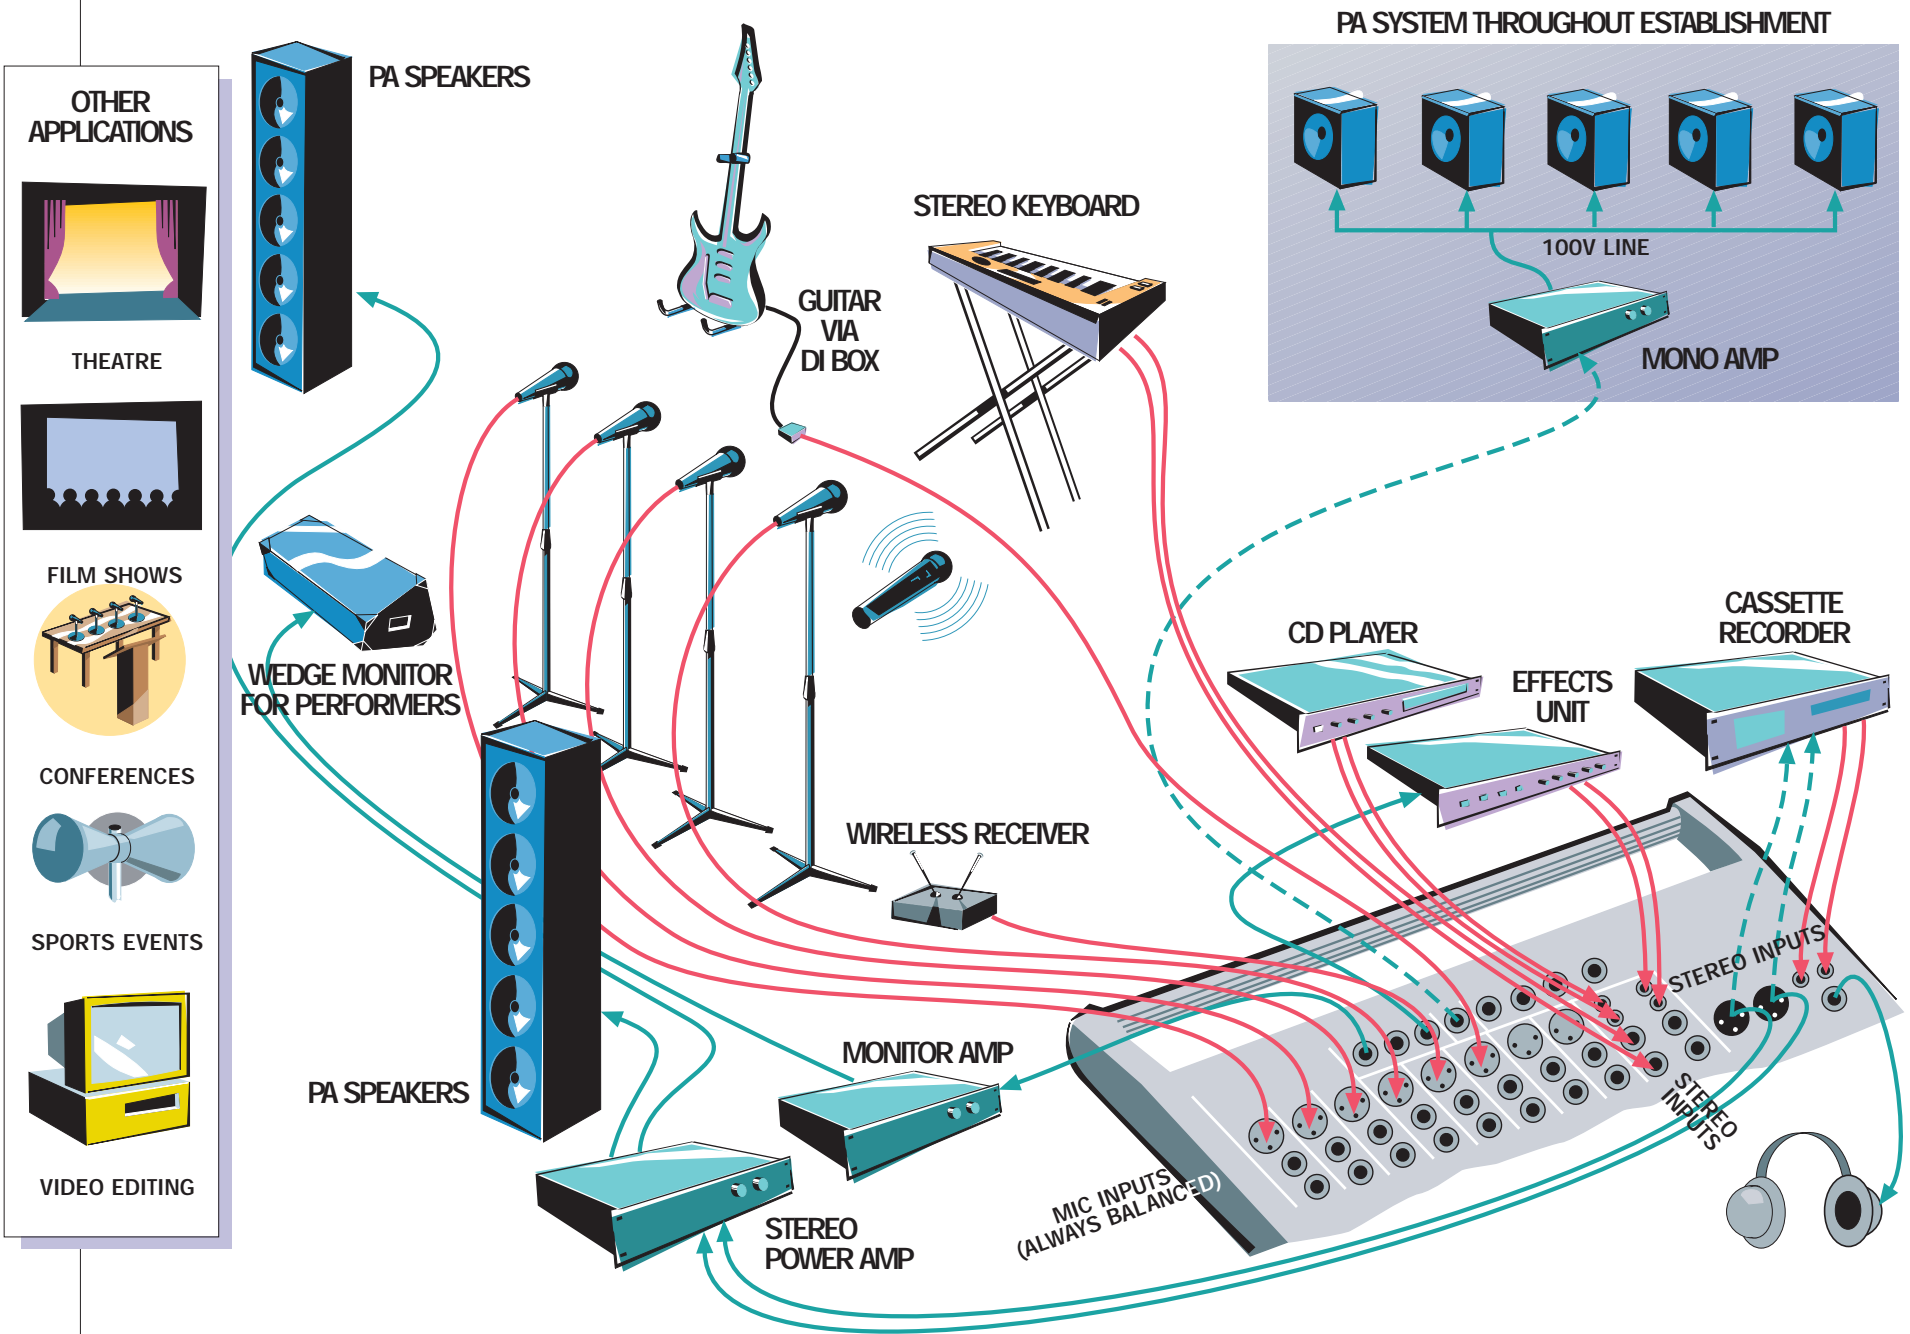 OTHER
APPLICATIONS
THEATRE
FILM SHOWS
CONFERENCES
SPORTS EVENTS
VIDEO EDITING
PA SPEAKERS
GUITAR
VIA
DI BOX
STEREO KEYBOARD
PA SYSTEM THROUGHOUT ESTABLISHMENT
100V LINE
MONO AMP
WEDGE MONITOR
FOR PERFORMERS
CD PLAYER
EFFECTS
UNIT
CASSETTE
RECORDER
WIRELESS RECEIVER
STEREO INPUTS
MONITOR AMP
PA SPEAKERS
STEREO
INPUTS
MIC INPUTS
(ALWAYS BALANCED)
STEREO
POWER AMP